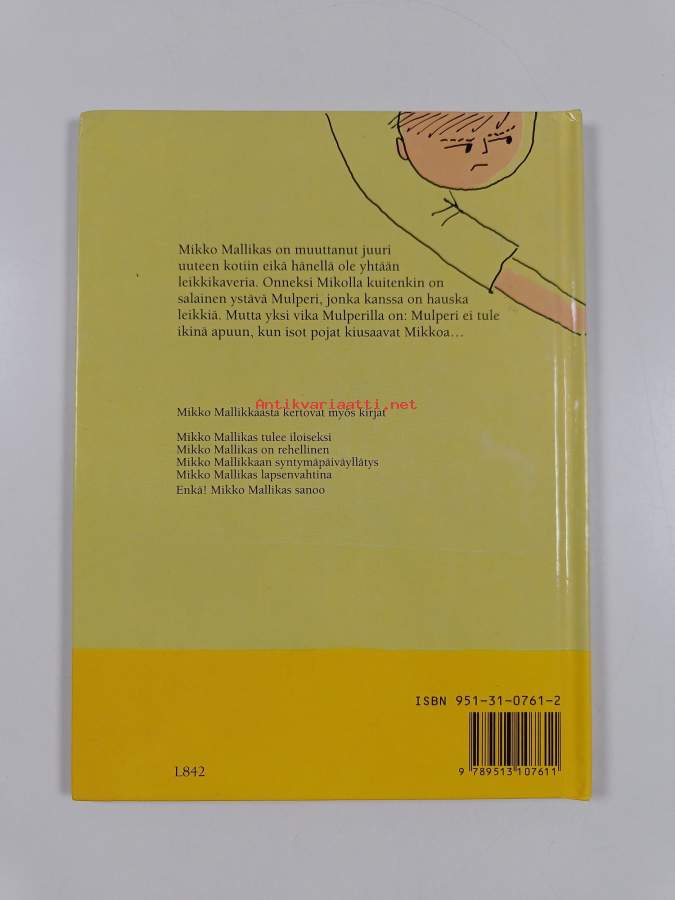 Mikko Mallikas on muuttanut juuri
uuteen kotiin eikä hänellä ole yhtään
leikkikaveria. Onneksi Mikolla kuitenkin on
salainen ystävä Mulperi, jonka kanssa on hauska
leikkiä. Mutta yksi vika Mulperilla on: Mulperi ei tule
ikinä apuun, kun isot pojat kiusaavat Mikkoa...
Antikvariaatti.net
Mikko Mallikkaasta kertovat myös kirjat
Mikko Mallikas tulee iloiseksi
Mikko Mallikas on rehellinen
Mikko Mallikkaan syntymäpäiväyllätys
Mikko Mallikas lapsenvahtina
Enkä! Mikko Mallikas sanoo
ISBN 951-31-0761-2
9 789513 107611
L842